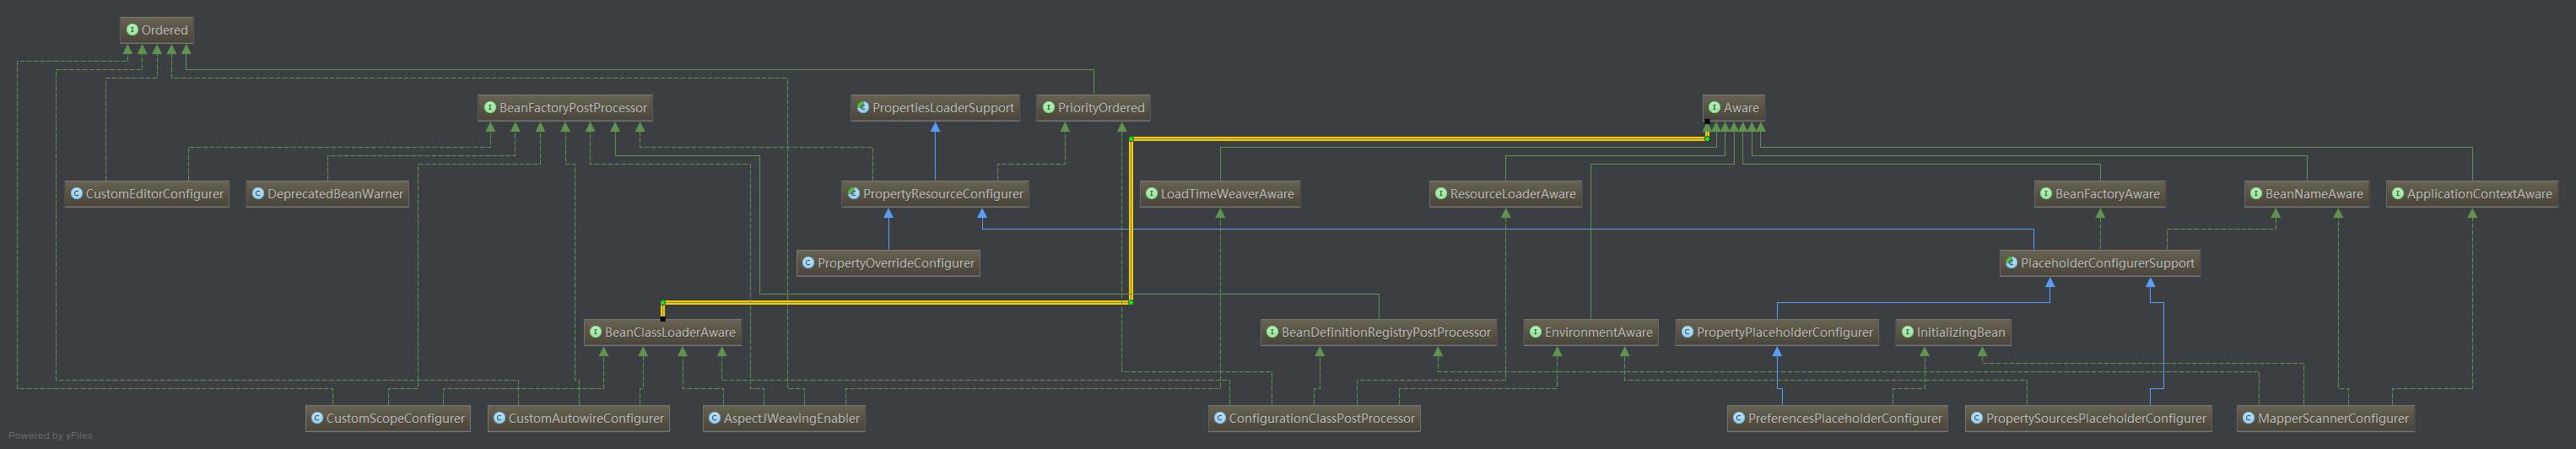 Ordered
BeanFactoryPostProcessor
PropertiesLoaderSupport
PriorityOrdered
Aware
CustomEditorConfigurer
DeprecatedBeanWarner
PropertyResourceConfigurer
LoadTimeWeaverAware
ResourceLoaderAware
BeanFactoryAware
BeanNameAware
ApplicationContextAware
PropertyOverrideConfigurer
PlaceholderConfigurerSupport
BeanClassLoaderAware
BeanDefinitionRegistryPostProcessor
EnvironmentAware
PropertyPlaceholderConfigurer
InitializingBean
CustomScopeConfigurer
CustomAutowireConfigurer
AspectJWeavingEnabler
ConfigurationClassPostProcessor
PreferencesPlaceholderConfigurer
PropertySourcesPlaceholderConfigurer
MapperScannerConfigurer
Powered by yFiles